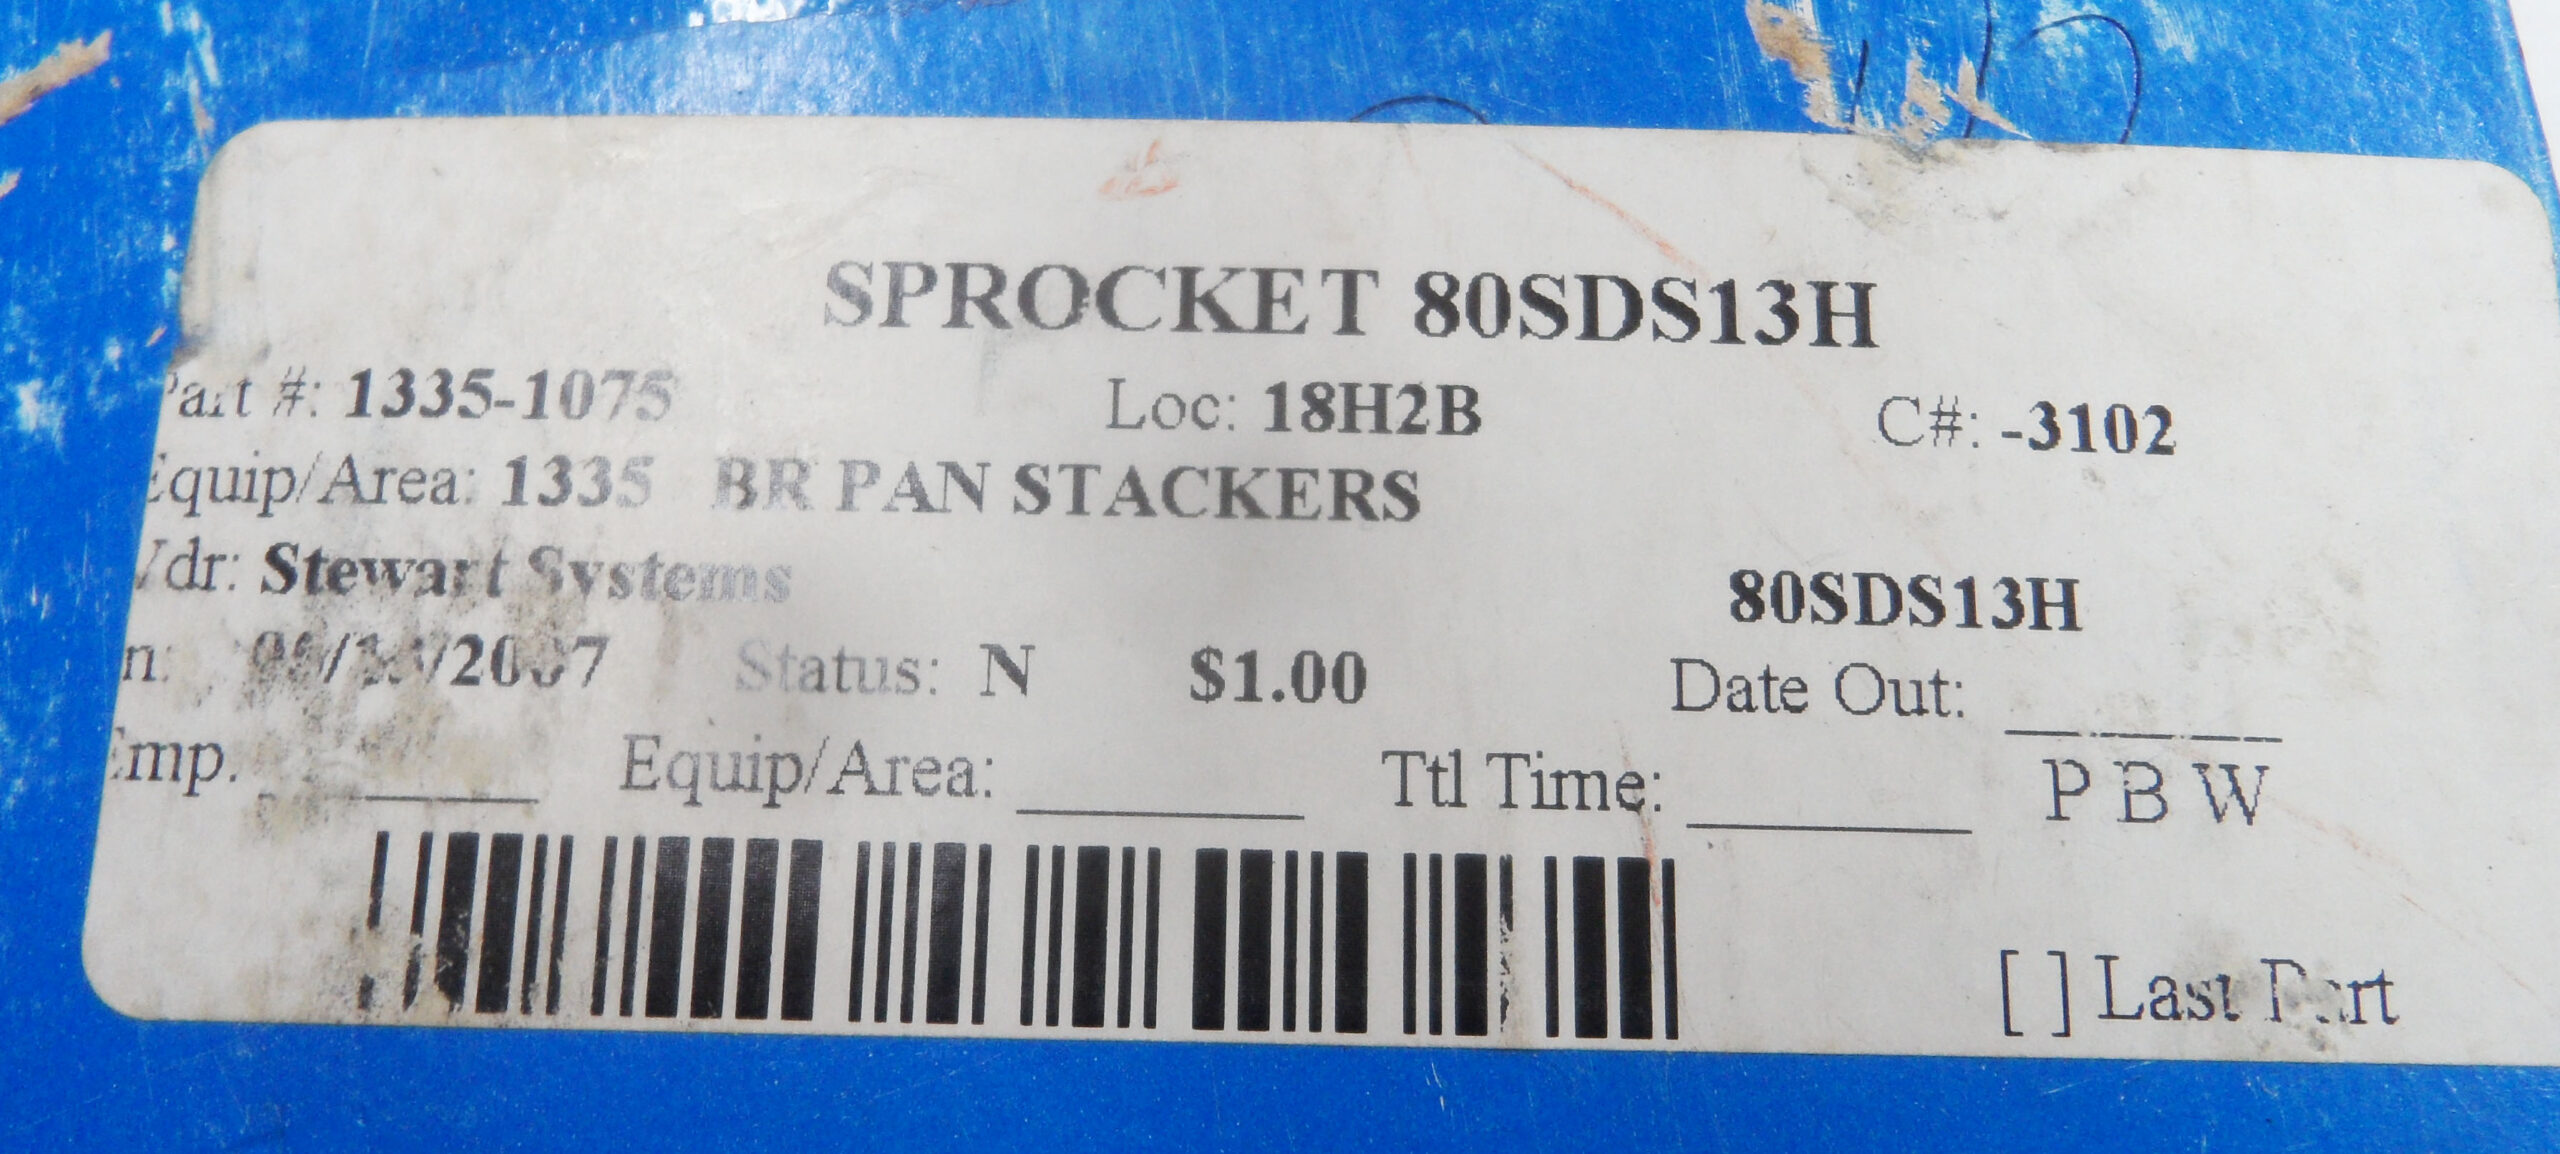 SPROCKET 80SDS13H
Part #: 1335-1075 Loc: 18H2B C#: -3102
Equip/Area: 1335 BR PAN STACKERS
Vdr: Stewart Systems 80SDS13H
Status: N $1.00 Date Out:
Emp. Equip/Area: Ttl Time: P B W
[ ] Last Part